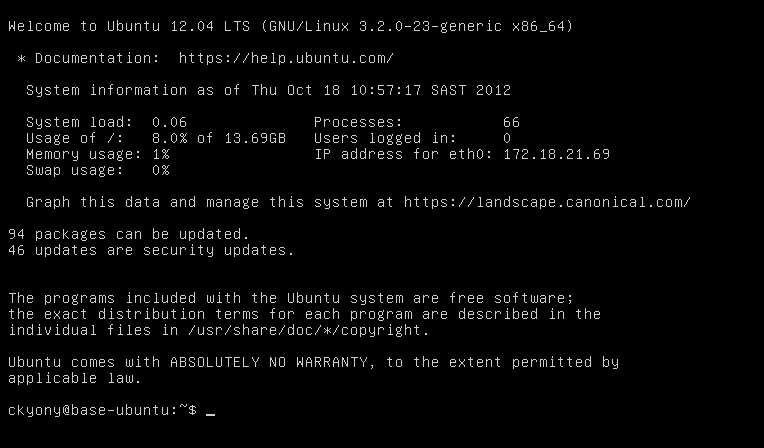 Welcome to Ubuntu 12.04 LTS (GNU/Linux 3.2.0-23-generic x86_64)
* Documentation:  https://help.ubuntu.com/
System information as of Thu Oct 18 10:57:17 SAST 2012
System load:  0.06              Processes:           66
Usage of /:   8.0% of 13.69GB   Users logged in:     0
Memory usage: 1%                IP address for eth0: 172.18.21.69
Swap usage:   0%
Graph this data and manage this system at https://landscape.canonical.com/
94 packages can be updated.
46 updates are security updates.
The programs included with the Ubuntu system are free software;
the exact distribution terms for each program are described in the
individual files in /usr/share/doc/*/copyright.
Ubuntu comes with ABSOLUTELY NO WARRANTY, to the extent permitted by
applicable law.
ckyony@base-ubuntu:~$ _